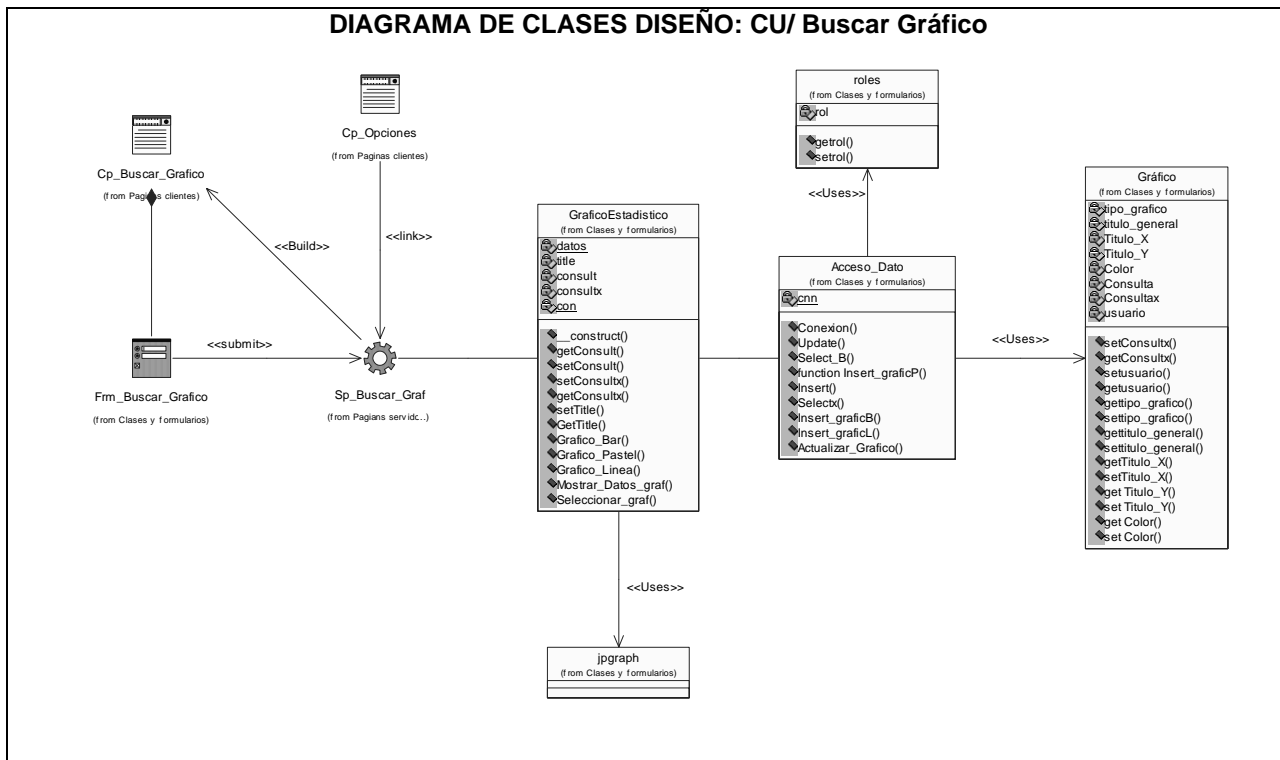 DIAGRAMA DE CLASES DISEÑO: CU/ Buscar Gráfico
Cp_Buscar_Grafico
(from Paginas clientes)
Cp_Opciones
(from Paginas clientes)
<<Build>>
<<link>>
<<submit>>
Frm_Buscar_Grafico
(from Clases y formularios)
Sp_Buscar_Graf
(from Pagians servidc...)
GraficoEstadistico
(from Clases y formularios)
datos
title
consult
consultx
con
__construct()
getConsult()
setConsult()
setConsultx()
getConsultx()
setTitle()
GetTitle()
Grafico_Bar()
Grafico_Pastel()
Grafico_Linea()
Mostrar_Datos_graf()
Seleccionar_graf()
<<Uses>>
jpgraph
(from Clases y formularios)
roles
(from Clases y formularios)
rol
getrol()
setrol()
<<Uses>>
Acceso_Dato
(from Clases y formularios)
cnn
Conexion()
Update()
Select_B()
function Insert_graficP()
Insert()
Selectx()
Insert_graficB()
Insert_graficL()
Actualizar_Grafico()
<<Uses>>
Gráfico
(from Clases y formularios)
tipo_grafico
titulo_general
Titulo_X
Titulo_Y
Color
Consulta
Consultax
usuario
setConsultx()
getConsultx()
setusuario()
getusuario()
gettipo_grafico()
settipo_grafico()
gettitulo_general()
settitulo_general()
getTitulo_X()
setTitulo_X()
get Titulo_Y()
set Titulo_Y()
get Color()
set Color()